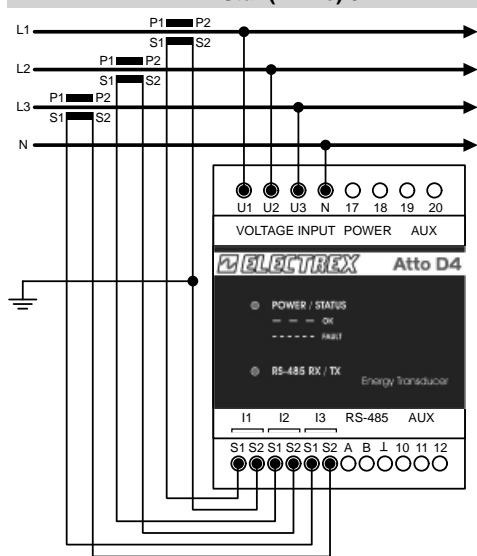 L1 P1 P2
S1 S2
L2 P1 P2
S1 S2
L3 P1 P2
S1 S2
N
U1 U2 U3 N 17 18 19 20
VOLTAGE INPUT POWER AUX
ELECTREX Atto D4
POWER / STATUS
OK
FAULT
RS-485 RX / TX
Energy Transducer
I1 I2 I3 RS-485 AUX
S1 S2 S1 S2 S1 S2 A B ⊥ 10 11 12